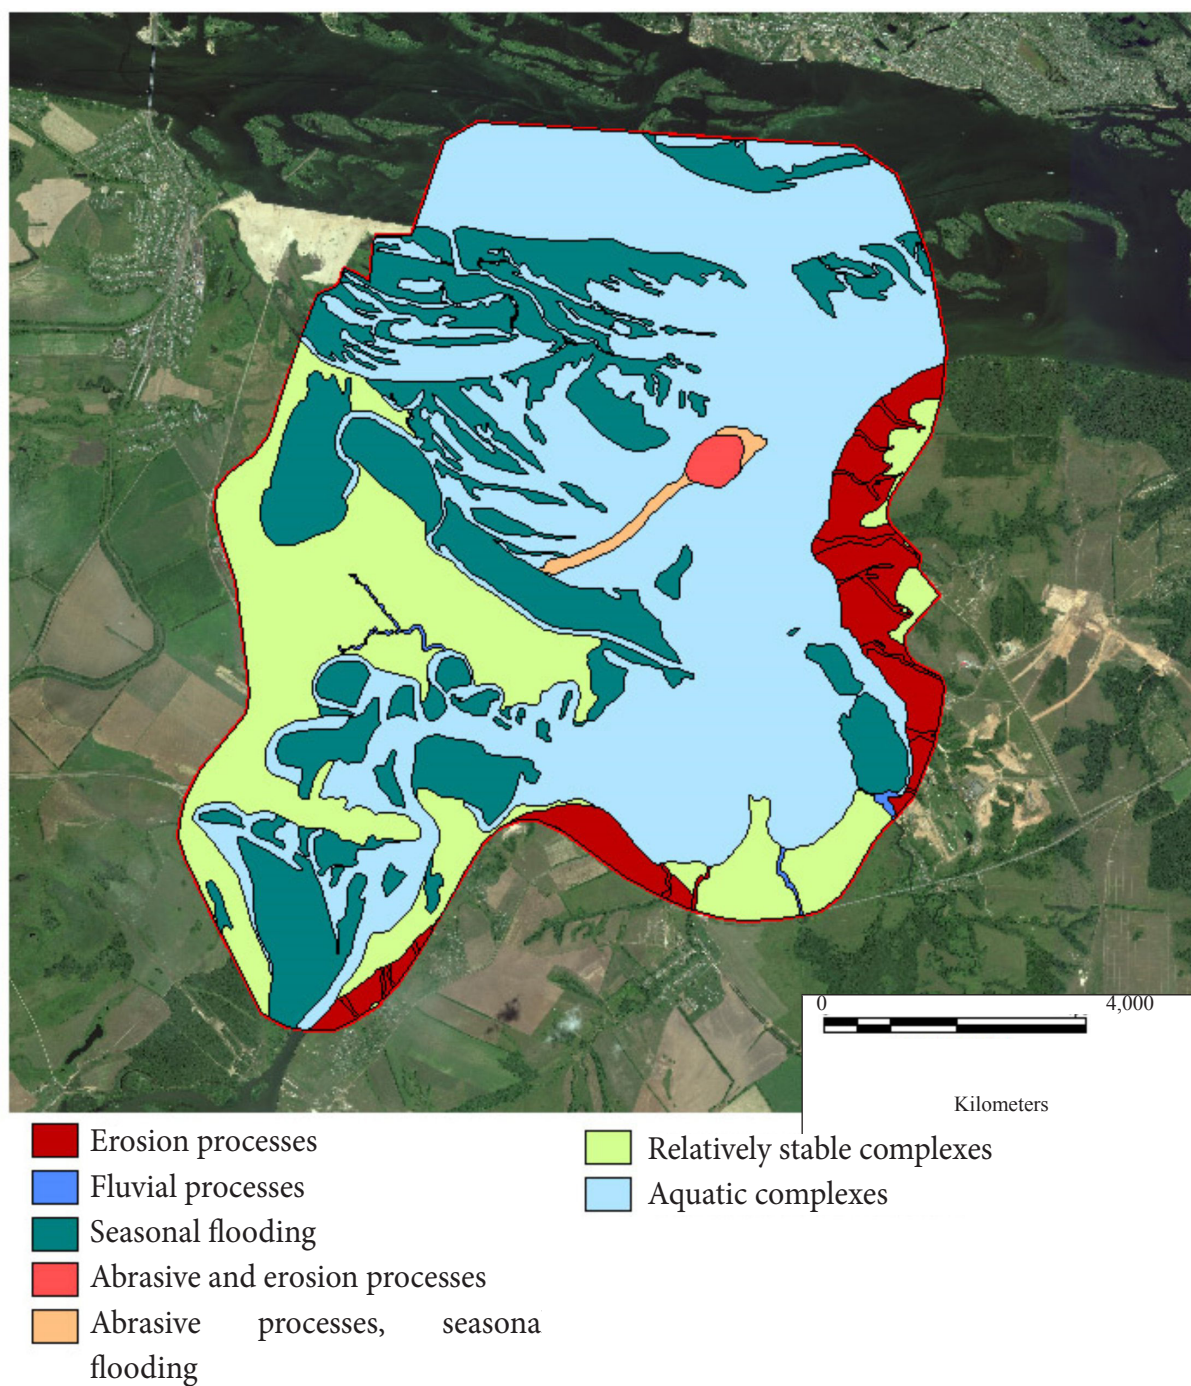 0 4,000
Kilometers
Erosion processes
Fluvial processes
Seasonal flooding
Abrasive and erosion processes
Abrasive processes, seasona
flooding
Relatively stable complexes
Aquatic complexes